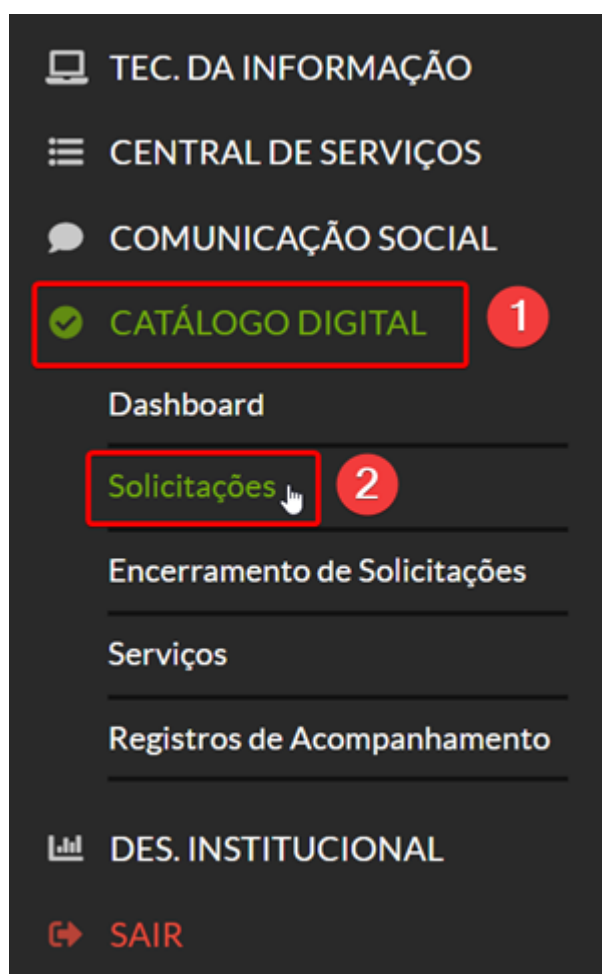 TEC. DA INFORMAÇÃO
CENTRAL DE SERVIÇOS
COMUNICAÇÃO SOCIAL
CATÁLOGO DIGITAL 1
Dashboard
Solicitações 2
Encerramento de Solicitações
Serviços
Registros de Acompanhamento
DES. INSTITUCIONAL
SAIR